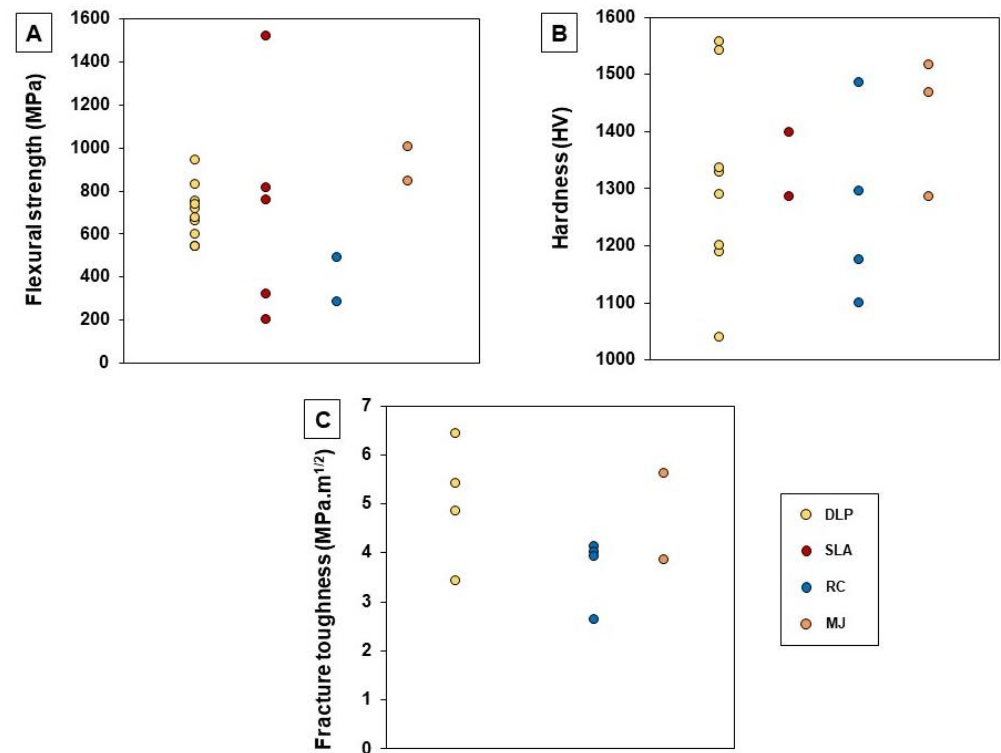 A
Flexural strength (MPa)
1600
1400
1200
1000
800
600
400
200
0
B
Hardness (HV)
1600
1500
1400
1300
1200
1100
1000
C
Fracture toughness (MPa.m1/2)
7
6
5
4
3
2
1
0
DLP
SLA
RC
MJ